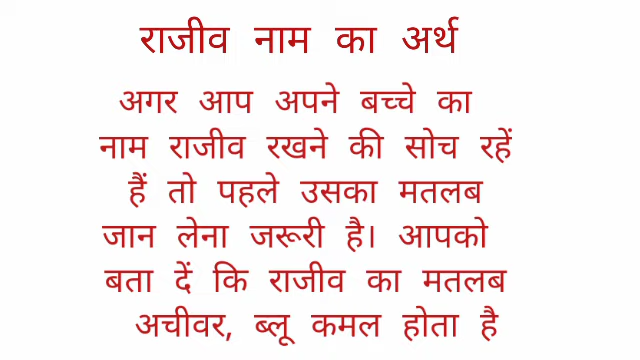 राजीव नाम का अर्थ
अगर आप अपने बच्चे का
नाम राजीव रखने की सोच रहें
हैं तो पहले उसका मतलब
जान लेना जरूरी है। आपको
बता दें कि राजीव का मतलब
अचीवर, ब्लू कमल होता है